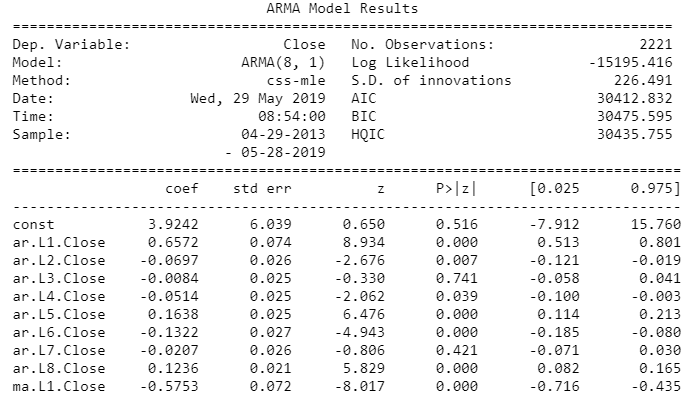 ARMA Model Results
==============================================================================
Dep. Variable: Close No. Observations: 2221
Model: ARMA(8, 1) Log Likelihood -15195.416
Method: css-mle S.D. of innovations 226.491
Date: Wed, 29 May 2019 AIC 30412.832
Time: 08:54:00 BIC 30475.595
Sample: 04-29-2013 HQIC 30435.755
- 05-28-2019
==============================================================================
coef std err z P>|z| [0.025 0.975]
------------------------------------------------------------------------------
const 3.9242 6.039 0.650 0.516 -7.912 15.760
ar.L1.Close 0.6572 0.074 8.934 0.000 0.513 0.801
ar.L2.Close -0.0697 0.026 -2.676 0.007 -0.121 -0.019
ar.L3.Close -0.0084 0.025 -0.330 0.741 -0.058 0.041
ar.L4.Close -0.0514 0.025 -2.062 0.039 -0.100 -0.003
ar.L5.Close 0.1638 0.025 6.476 0.000 0.114 0.213
ar.L6.Close -0.1322 0.027 -4.943 0.000 -0.185 -0.080
ar.L7.Close -0.0207 0.026 -0.806 0.421 -0.071 0.030
ar.L8.Close 0.1236 0.021 5.829 0.000 0.082 0.165
ma.L1.Close -0.5753 0.072 -8.017 0.000 -0.716 -0.435